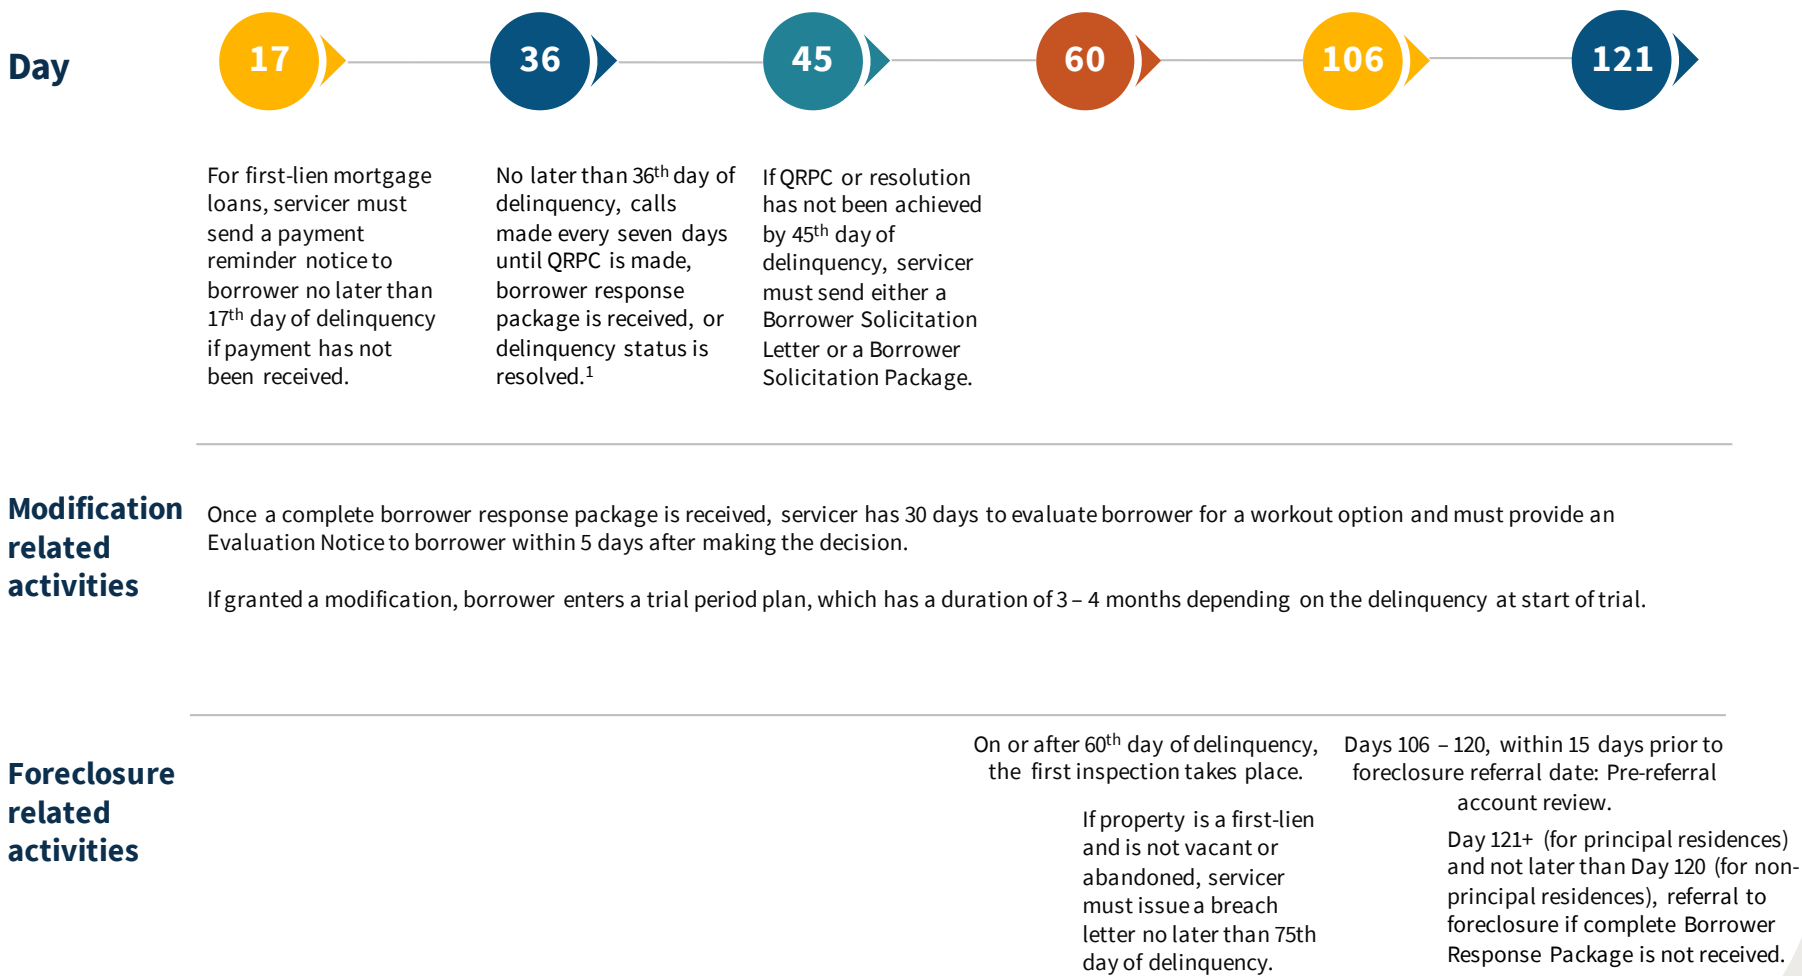 Day
17
36
45
60
106
121
For first-lien mortgage
loans, servicer must
send a payment
reminder notice to
borrower no later than
17th day of delinquency
if payment has not
been received.
No later than 36th day of
delinquency, calls
made every seven days
until QRPC is made,
borrower response
package is received, or
delinquency status is
resolved.1
If QRPC or resolution
has not been achieved
by 45th day of
delinquency, servicer
must send either a
Borrower Solicitation
Letter or a Borrower
Solicitation Package.
Modification
related
activities
Once a complete borrower response package is received, servicer has 30 days to evaluate borrower for a workout option and must provide an
Evaluation Notice to borrower within 5 days after making the decision.
If granted a modification, borrower enters a trial period plan, which has a duration of 3 – 4 months depending on the delinquency at start of trial.
Foreclosure
related
activities
On or after 60th day of delinquency,
the first inspection takes place.
If property is a first-lien
and is not vacant or
abandoned, servicer
must issue a breach
letter no later than 75th
day of delinquency.
Days 106 – 120, within 15 days prior to
foreclosure referral date: Pre-referral
account review.
Day 121+ (for principal residences)
and not later than Day 120 (for non-
principal residences), referral to
foreclosure if complete Borrower
Response Package is not received.